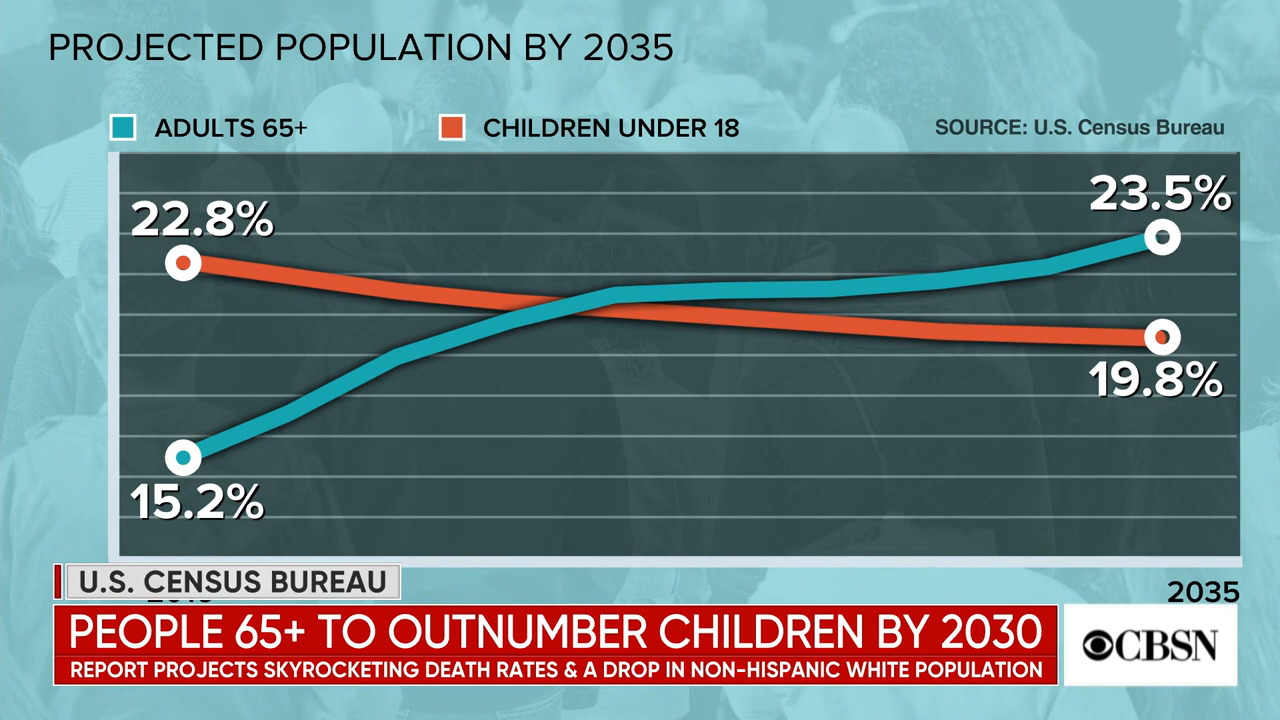 PROJECTED POPULATION BY 2035
ADULTS 65+
CHILDREN UNDER 18
SOURCE: U.S. Census Bureau
22.8%
23.5%
19.8%
15.2%
U.S. CENSUS BUREAU
2035
PEOPLE 65+ TO OUTNUMBER CHILDREN BY 2030
REPORT PROJECTS SKYROCKETING DEATH RATES & A DROP IN NON-HISPANIC WHITE POPULATION
CBSN